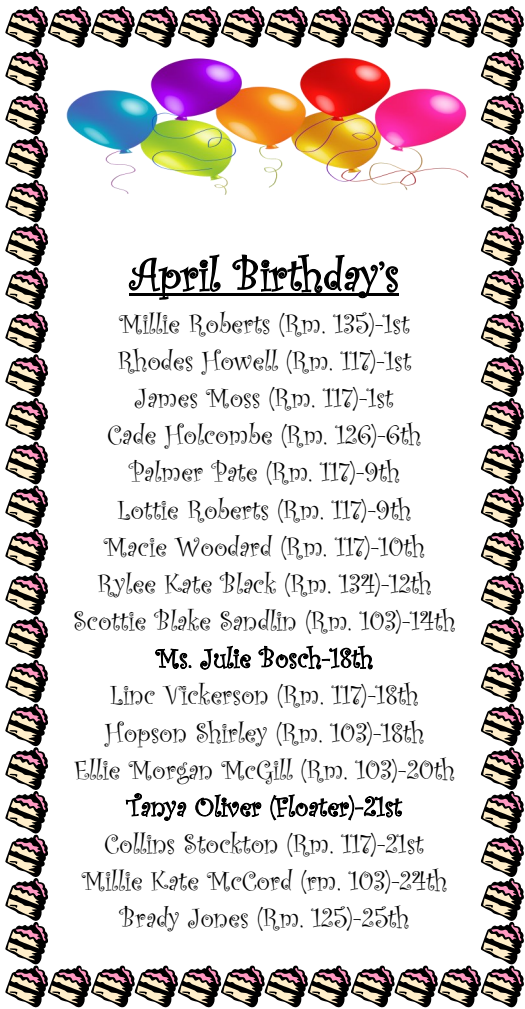 April Birthday's
Millie Roberts (Rm. 135)-1st
Rhodes Howell (Rm. 117)-1st
James Moss (Rm. 117)-1st
Cade Holcombe (Rm. 126)-6th
Palmer Pate (Rm. 117)-9th
Lottie Roberts (Rm. 117)-9th
Macie Woodard (Rm. 117)-10th
Rylee Kate Black (Rm. 134)-12th
Scottie Blake Sandlin (Rm. 103)-14th
Ms. Julie Bosch-18th
Linc Vickerson (Rm. 117)-18th
Hopson Shirley (Rm. 103)-18th
Ellie Morgan McGill (Rm. 103)-20th
Tanya Oliver (Floater)-21st
Collins Stockton (Rm. 117)-21st
Millie Kate McCord (rm. 103)-24th
Brady Jones (Rm. 125)-25th